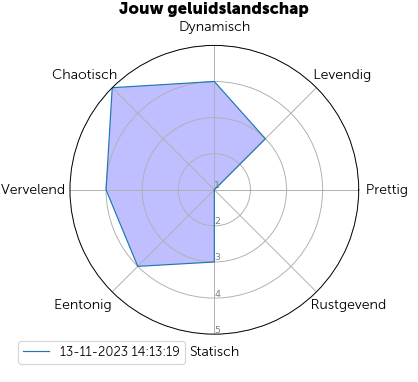 Jouw geluidslandschap
Dynamisch
Chaotisch
Levendig
Vervelend
1
Prettig
2
3
4
Eentonig
Rustgevend
5
13-11-2023 14:13:19
Statisch